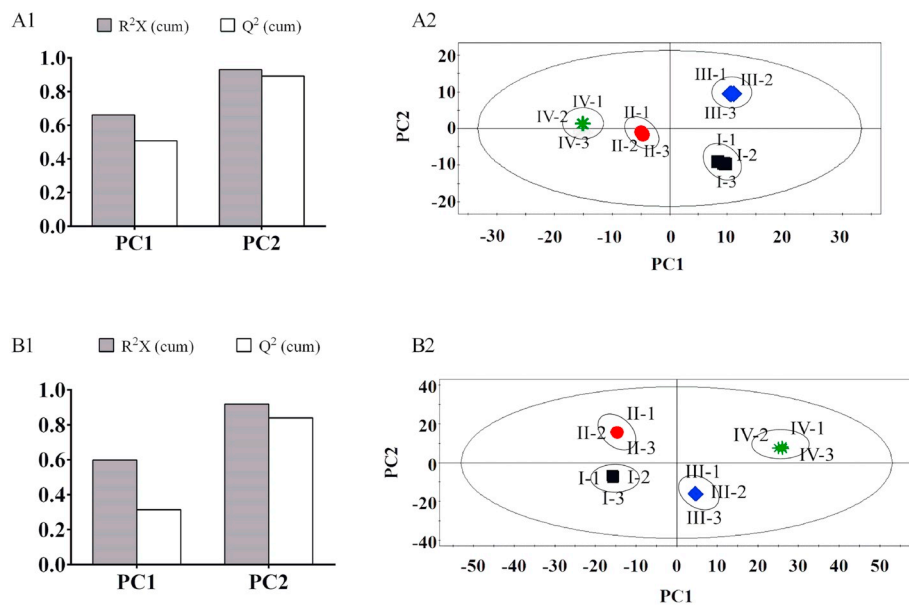 A1
R²X (cum) Q² (cum)
1.0
0.8
0.6
0.4
0.2
0.0
PC1 PC2
A2
PC2
20
10
0
-10
-20
III-1 III-2
III-3
IV-1
IV-2
IV-3
II-1
II-2 II-3
I-1
I-2
I-3
-30 -20 -10 0 10 20 30
PC1
B1
R²X (cum) Q² (cum)
1.0
0.8
0.6
0.4
0.2
0.0
PC1 PC2
B2
PC2
40
20
0
-20
-40
II-1
II-2
II-3
IV-1
IV-2
IV-3
I-1 I-2
I-3
III-1
III-2
III-3
-50 -40 -30 -20 -10 0 10 20 30 40 50
PC1